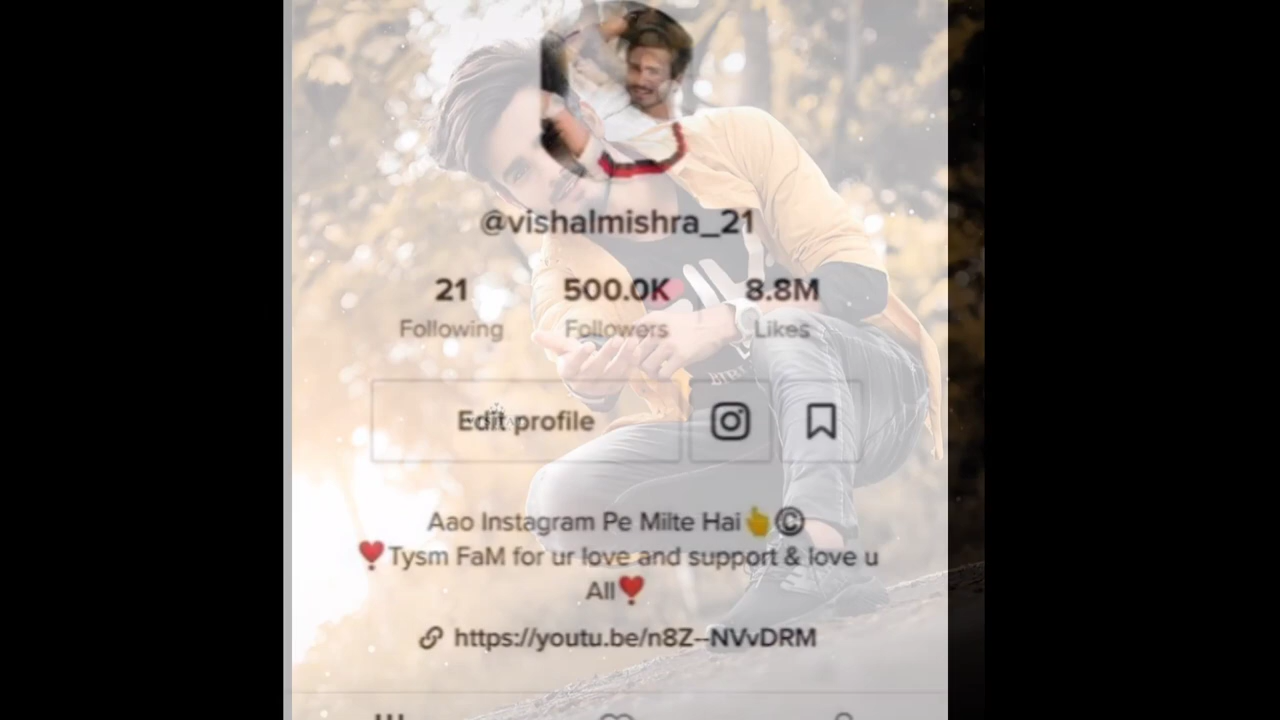 @vishalmishra_21
21 500.0K 8.8M
Following Followers Likes
Edit profile
Aao Instagram Pe Milte Hai👆©
❣️Tysm FaM for ur love and support & love u
All❣️
https://youtu.be/n8Z--NVvDRM